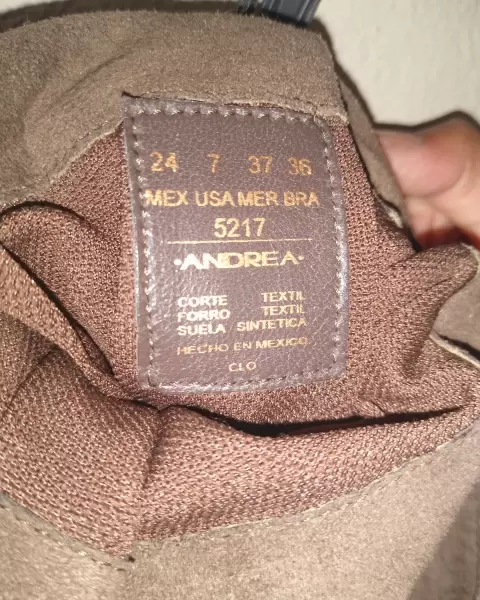 24 7 37 36
MEX USA MER BRA
5217
·ANDREA·
CORTE TEXTIL
FORRO TEXTIL
SUELA SINTETICA
HECHO EN MEXICO
CLO